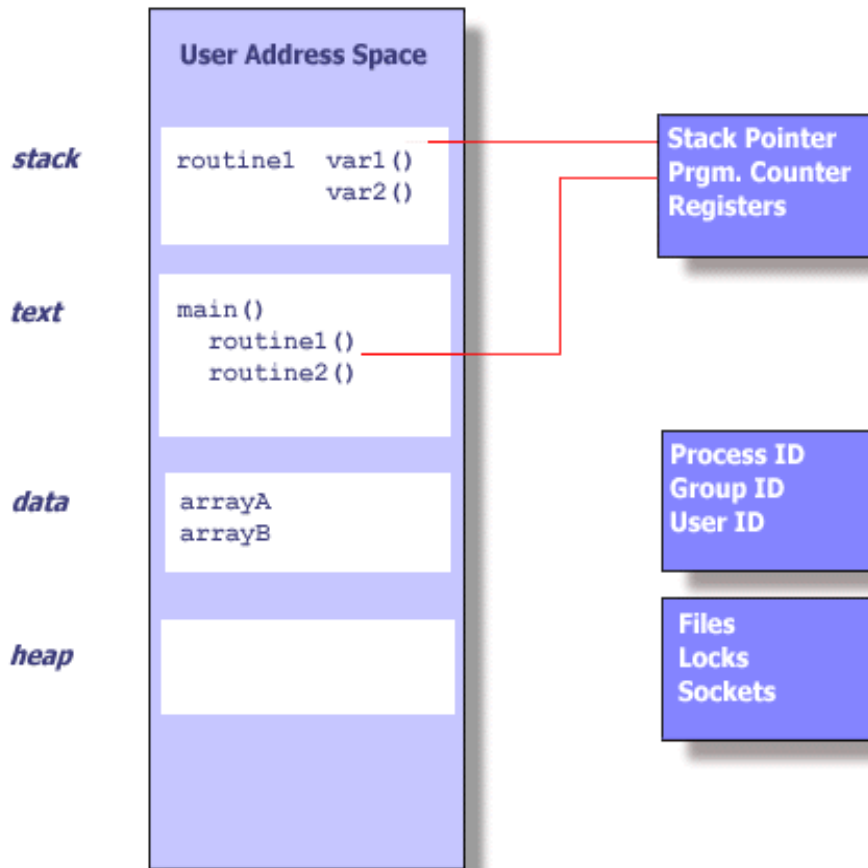 User Address Space
stack
routine1 var1()
var2()
Stack Pointer
Prgm. Counter
Registers
text
main()
routine1()
routine2()
data
arrayA
arrayB
Process ID
Group ID
User ID
heap
Files
Locks
Sockets